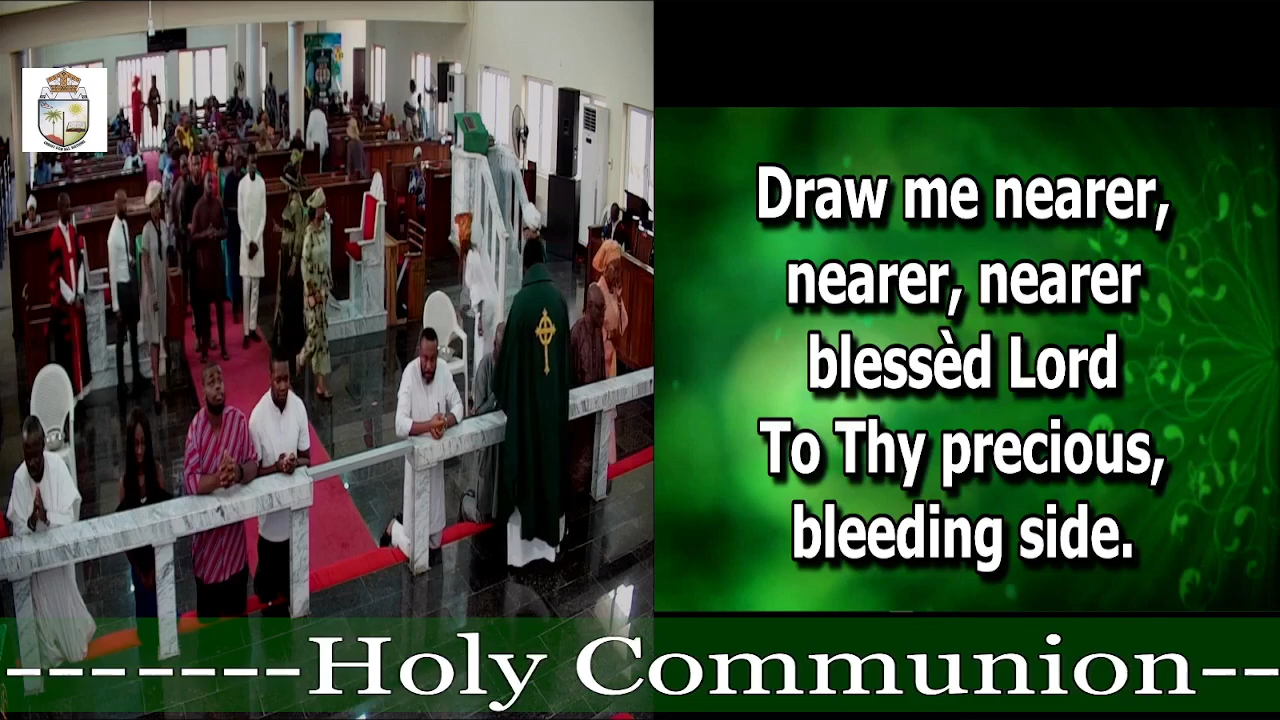 Draw me nearer,
nearer, nearer
blessèd Lord
To Thy precious,
bleeding side.
-------Holy Communion--